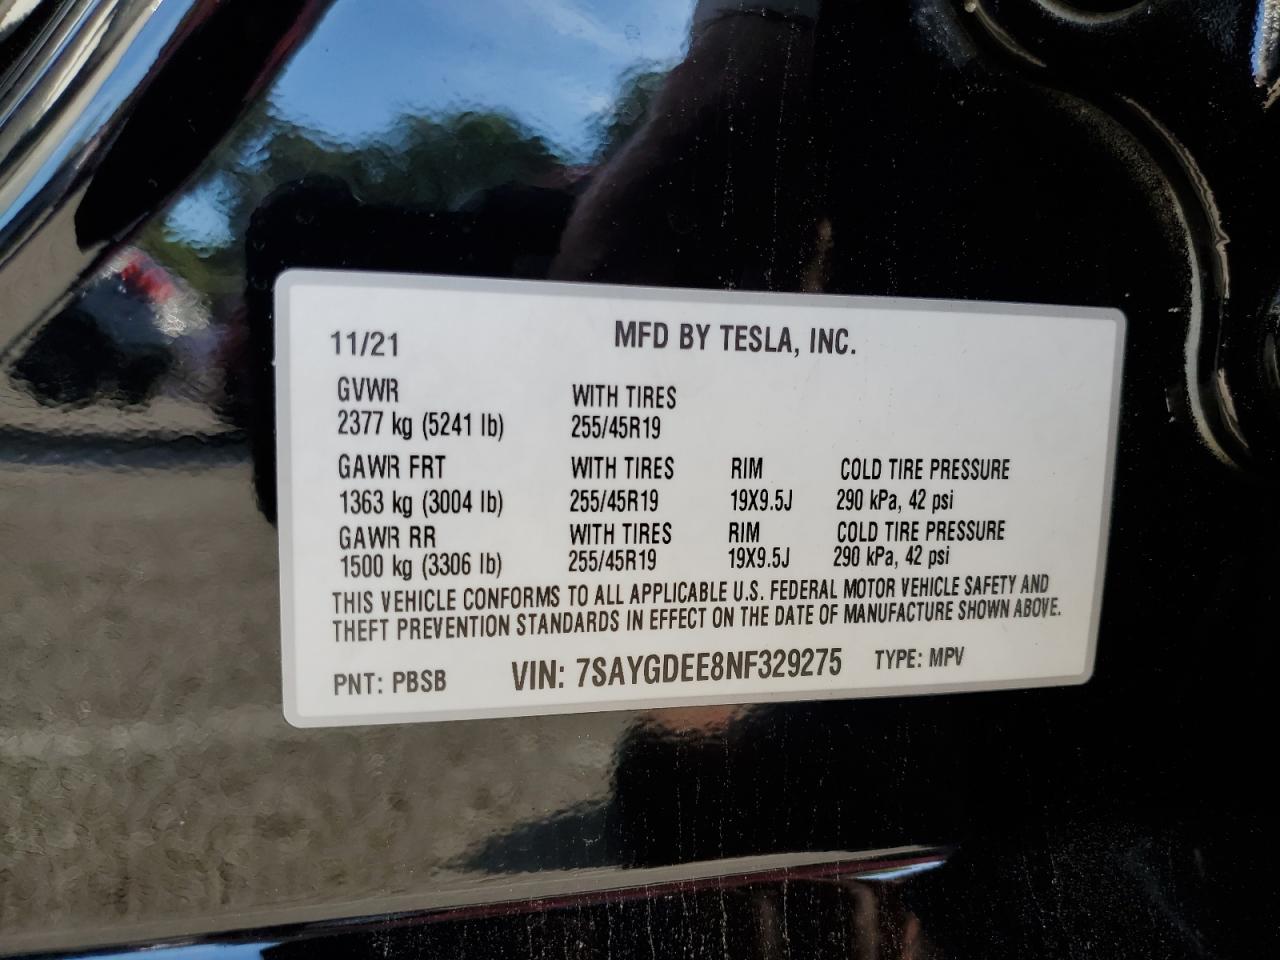 11/21 MFD BY TESLA, INC.
GVWR WITH TIRES
2377 kg (5241 lb) 255/45R19
GAWR FRT WITH TIRES RIM COLD TIRE PRESSURE
1363 kg (3004 lb) 255/45R19 19X9.5J 290 kPa, 42 psi
GAWR RR WITH TIRES RIM COLD TIRE PRESSURE
1500 kg (3306 lb) 255/45R19 19X9.5J 290 kPa, 42 psi
THIS VEHICLE CONFORMS TO ALL APPLICABLE U.S. FEDERAL MOTOR VEHICLE SAFETY AND
THEFT PREVENTION STANDARDS IN EFFECT ON THE DATE OF MANUFACTURE SHOWN ABOVE.
PNT: PBSB VIN: 7SAYGDEE8NF329275 TYPE: MPV